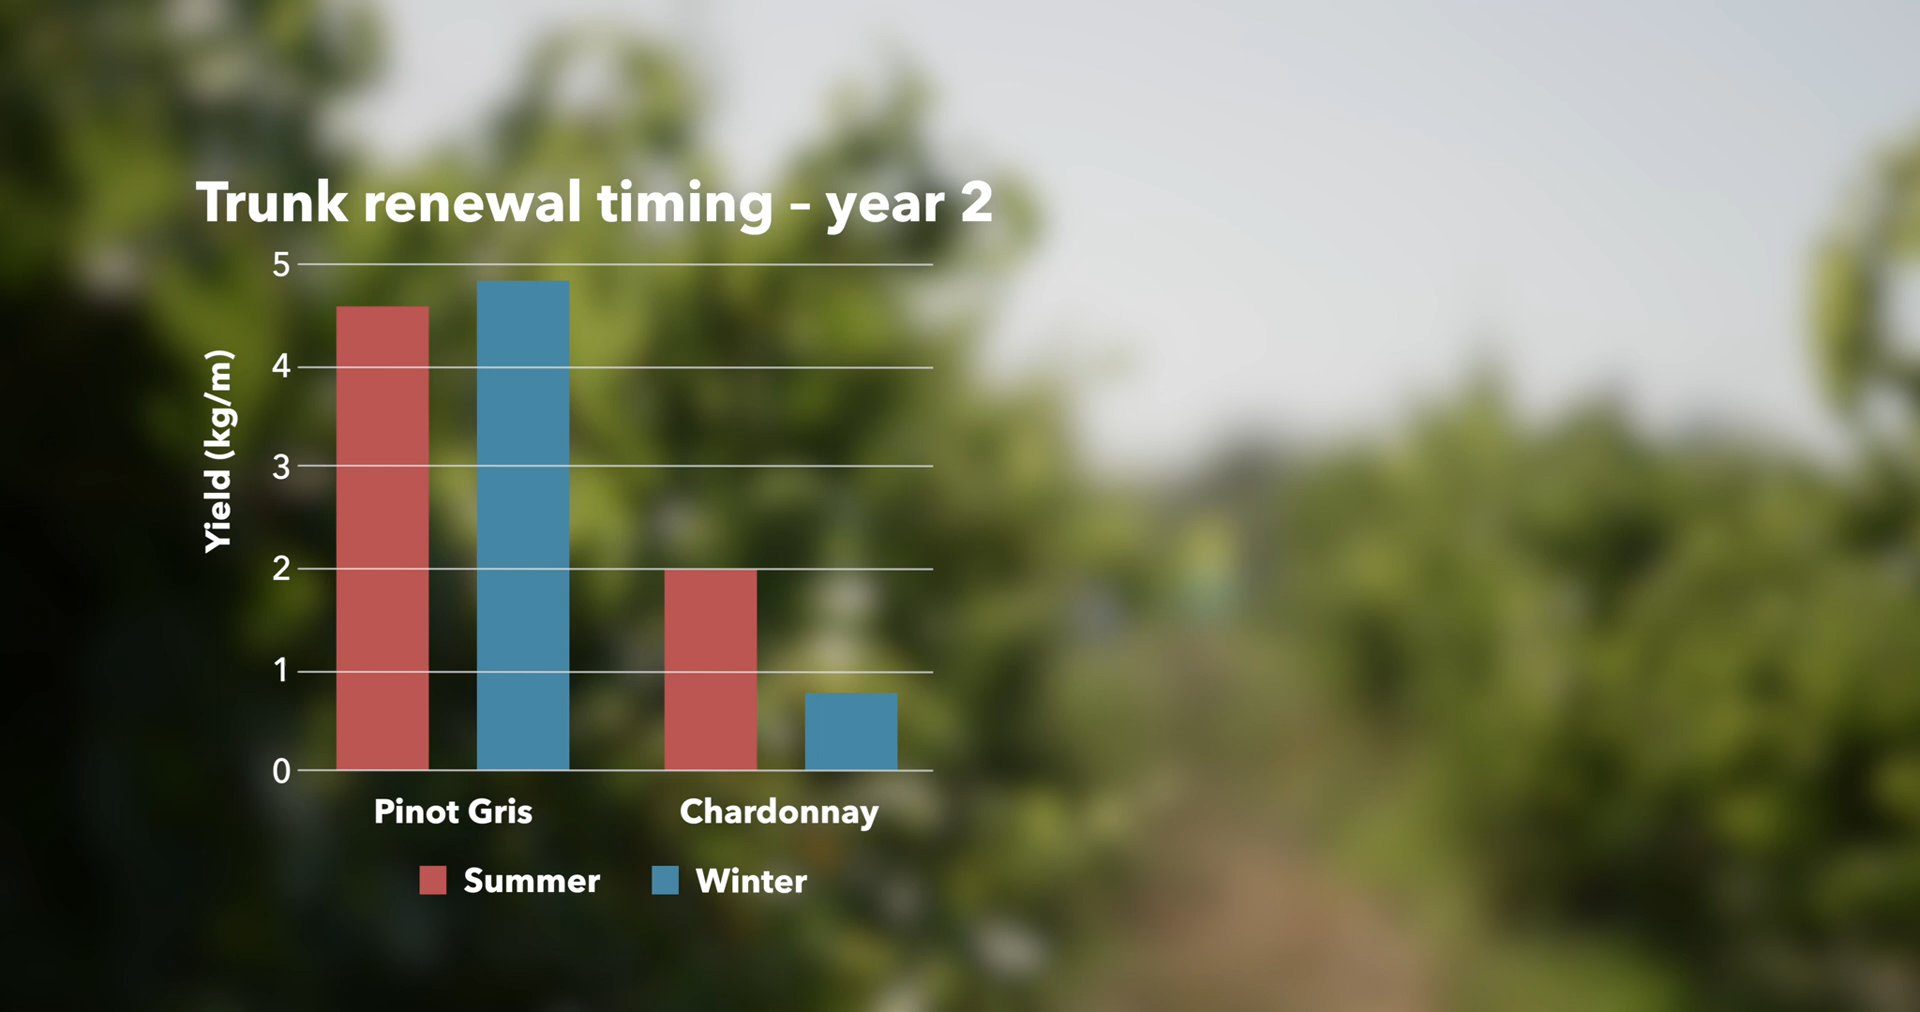 Trunk renewal timing – year 2
Yield (kg/m)
5
4
3
2
1
0
Pinot Gris
Chardonnay
Summer
Winter